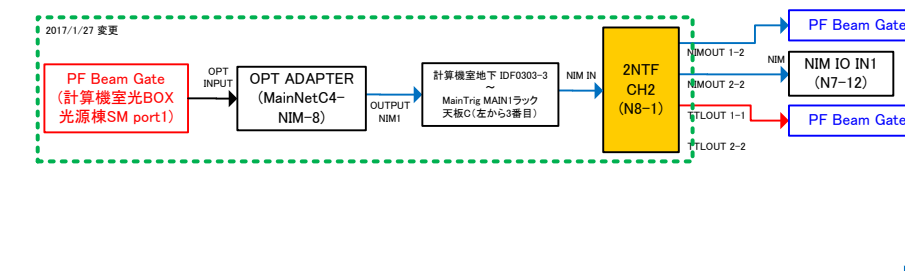 2017/1/27 変更
PF Beam Gate
(計算機室光BOX
光源棟SM port1)
OPT
INPUT
OPT ADAPTER
(MainNetC4-
NIM-8)
OUTPUT
NIM1
計算機室地下 IDF0303-3
～
MainTrig MAIN1ラック
天板C(左から3番目)
NIM IN
2NTF
CH2
(N8-1)
NIMOUT 1-2
NIMOUT 2-2
TTLOUT 1-1
TTLOUT 2-2
PF Beam Gate
NIM
NIM IO IN1
(N7-12)
PF Beam Gate